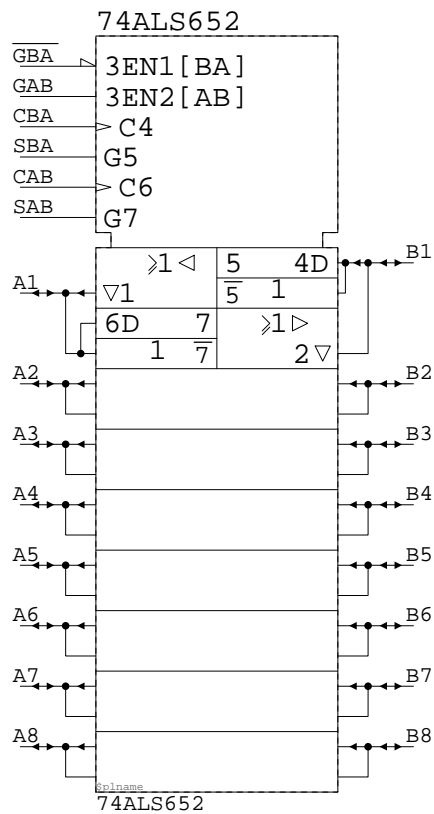 74ALS652
G̅B̅A̅ 3EN1[BA]
GAB 3EN2[AB]
CBA C4
SBA G5
CAB C6
SAB G7
≥1 ◁ 5 4D B1
A1 ▽1 5̅ 1
6D 7 ≥1 ▷
1 7̅ 2 ▽
A2 B2
A3 B3
A4 B4
A5 B5
A6 B6
A7 B7
A8 B8
$plname
74ALS652